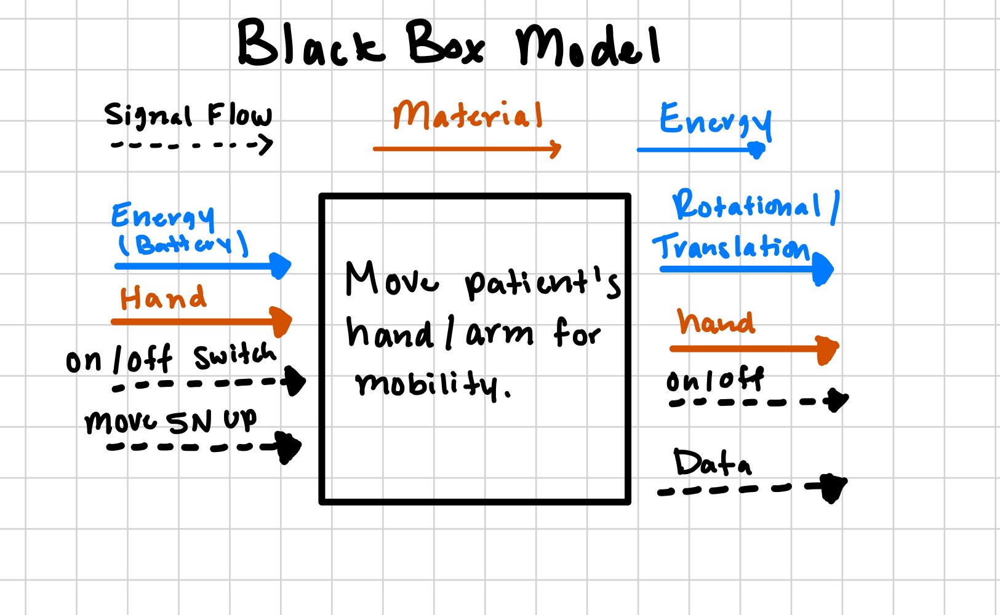 Black Box Model
Signal Flow
Material
Energy
Energy
(Battery)
Hand
on/off switch
move 5N up
Move patient's
hand/arm for
mobility.
Rotational/
Translation
hand
on/off
Data